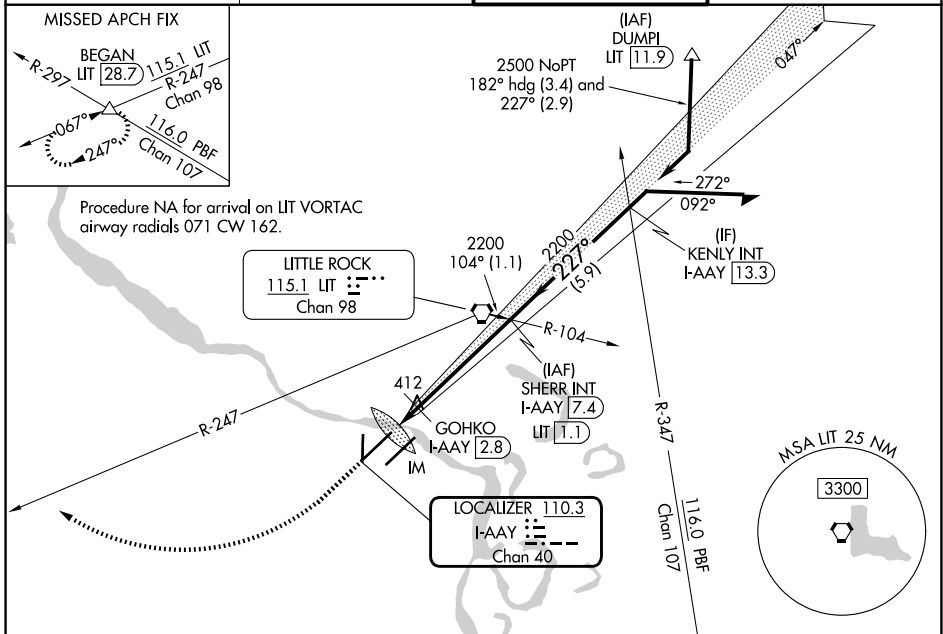 MISSED APCH FIX
BEGAN
LIT 28.7
R-297
115.1 LIT
R-247
Chan 98
067°
247°
116.0 PBF
Chan 107
(IAF)
DUMPI
LIT 11.9
2500 NoPT
182° hdg (3.4) and
227° (2.9)
047°
Procedure NA for arrival on LIT VORTAC
airway radials 071 CW 162.
272°
092°
(IF)
KENLY INT
I-AAY 13.3
2200
227°
(5.9)
2200
104° (1.1)
LITTLE ROCK
115.1 LIT
Chan 98
R-104
(IAF)
SHERR INT
I-AAY 7.4
LIT 1.1
412
GOHKO
I-AAY 2.8
IM
R-247
R-347
116.0 PBF
Chan 107
LOCALIZER 110.3
I-AAY
Chan 40
MSA LIT 25 NM
3300